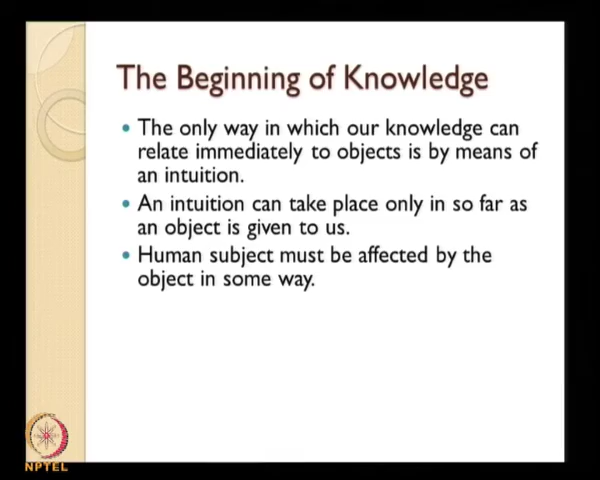 The Beginning of Knowledge
• The only way in which our knowledge can
relate immediately to objects is by means of
an intuition.
• An intuition can take place only in so far as
an object is given to us.
• Human subject must be affected by the
object in some way.
NPTEL